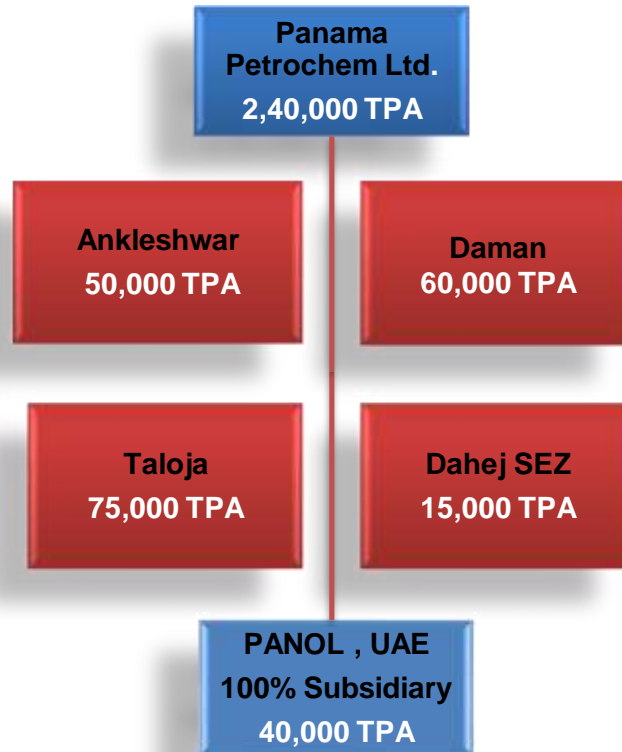 Panama
Petrochem Ltd.
2,40,000 TPA
Ankleshwar
50,000 TPA
Daman
60,000 TPA
Taloja
75,000 TPA
Dahej SEZ
15,000 TPA
PANOL , UAE
100% Subsidiary
40,000 TPA